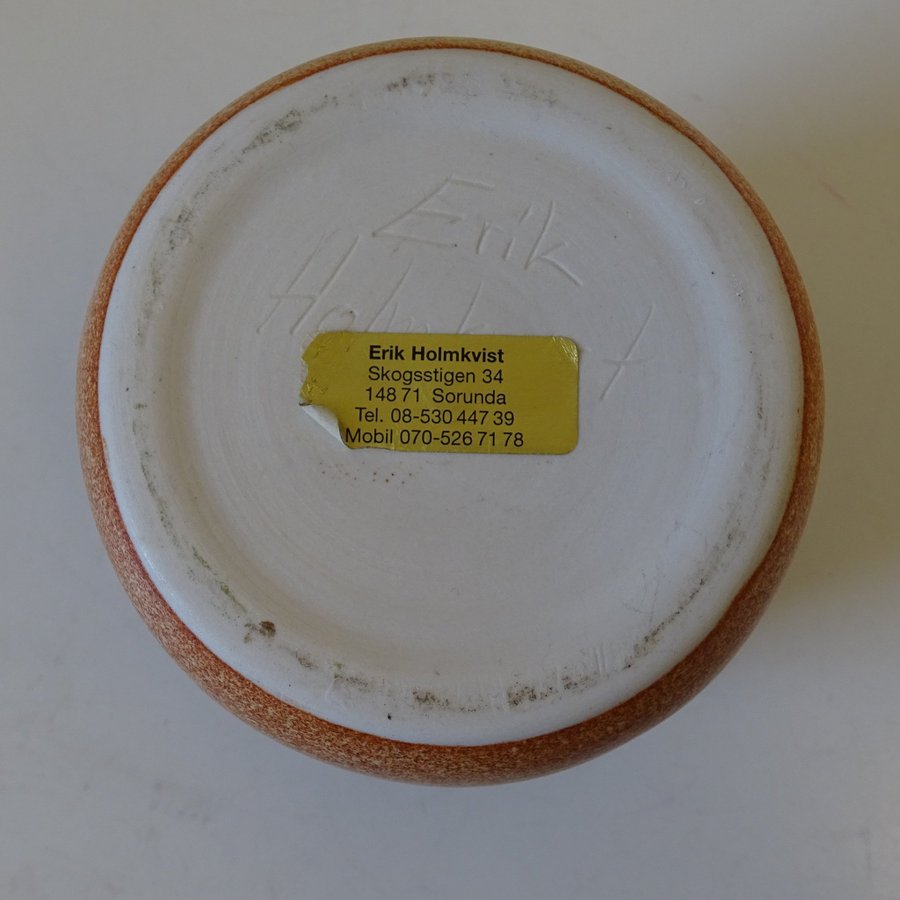 Erik
Erik Holmkvist
Skogsstigen 34
148 71 Sorunda
Tel. 08-530 447 39
Mobil 070-526 71 78